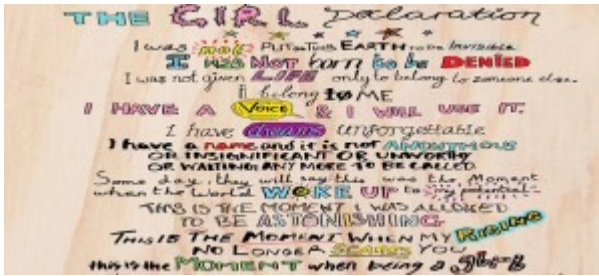 THE GIRL Declaration
I was not PUT ON THIS EARTH to be Invisible
I WAS NOT born to be DENIED
I was not given LIFE only to belong to someone else.
I belong to ME
I HAVE A VOICE & I WILL USE IT.
I have dreams unforgettable
I have a name and it is not ANONYMOUS
OR INSIGNIFICANT OR UNWORTHY
OR WAITING ANY MORE TO BE CALLED
Some day, they will say this was the Moment
when the World WOKE UP to my potential
THIS IS THE MOMENT I WAS ALLOWED
TO BE ASTONISHING
THIS IS THE MOMENT WHEN MY RISING
NO LONGER SCARES YOU
this is the MOMENT when being a girl